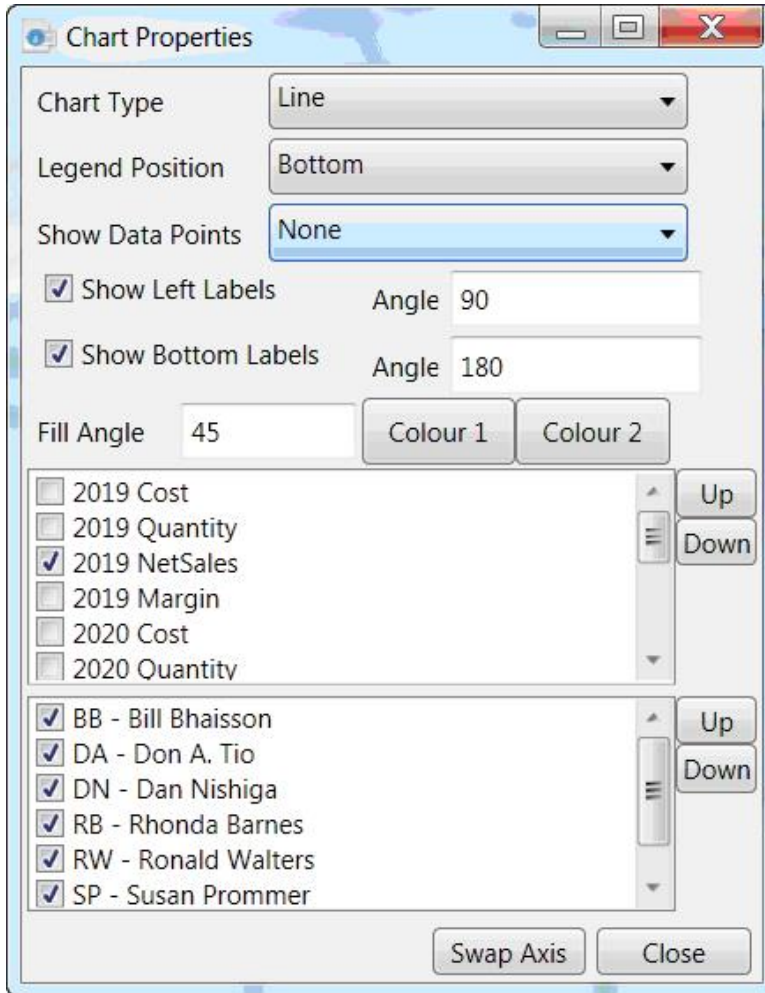 Chart Properties
Chart Type Line
Legend Position Bottom
Show Data Points None
Show Left Labels Angle 90
Show Bottom Labels Angle 180
Fill Angle 45 Colour 1 Colour 2
2019 Cost Up
2019 Quantity Down
2019 NetSales
2019 Margin
2020 Cost
2020 Quantity
BB - Bill Bhaisson Up
DA - Don A. Tio Down
DN - Dan Nishiga
RB - Rhonda Barnes
RW - Ronald Walters
SP - Susan Prommer
Swap Axis Close